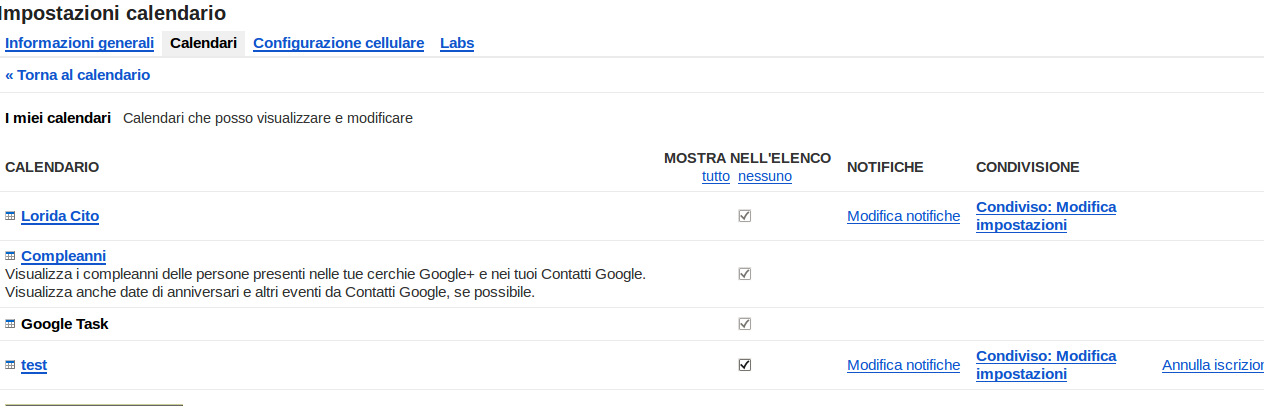 Impostazioni calendario
Informazioni generali Calendari Configurazione cellulare Labs
« Torna al calendario
I miei calendari Calendari che posso visualizzare e modificare
CALENDARIO MOSTRA NELL'ELENCO NOTIFICHE CONDIVISIONE
tutto nessuno
Lorida Cito Modifica notifiche Condiviso: Modifica
impostazioni
Compleanni
Visualizza i compleanni delle persone presenti nelle tue cerchie Google+ e nei tuoi Contatti Google.
Visualizza anche date di anniversari e altri eventi da Contatti Google, se possibile.
Google Task
test Modifica notifiche Condiviso: Modifica
impostazioni Annulla iscrizion